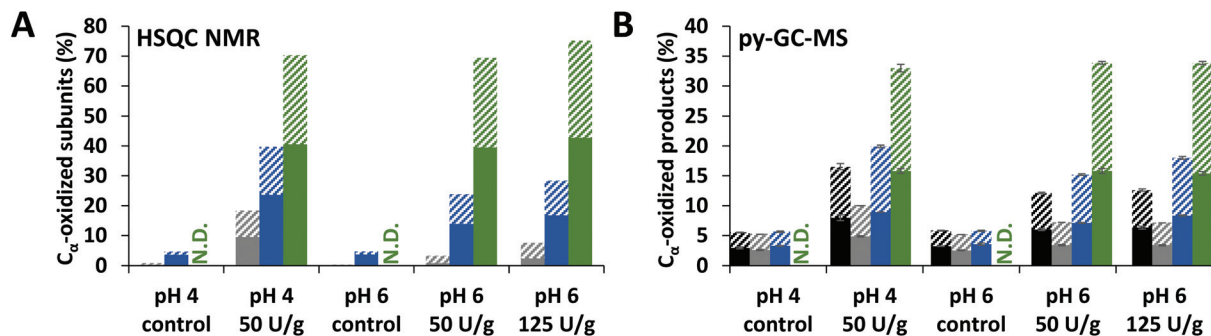 A
HSQC NMR
Cα-oxidized subunits (%)
80
70
60
50
40
30
20
10
0
N.D.
N.D.
pH 4 pH 4 pH 6 pH 6 pH 6
control 50 U/g control 50 U/g 125 U/g
B
py-GC-MS
Cα-oxidized products (%)
40
35
30
25
20
15
10
5
0
N.D.
N.D.
pH 4 pH 4 pH 6 pH 6 pH 6
control 50 U/g control 50 U/g 125 U/g